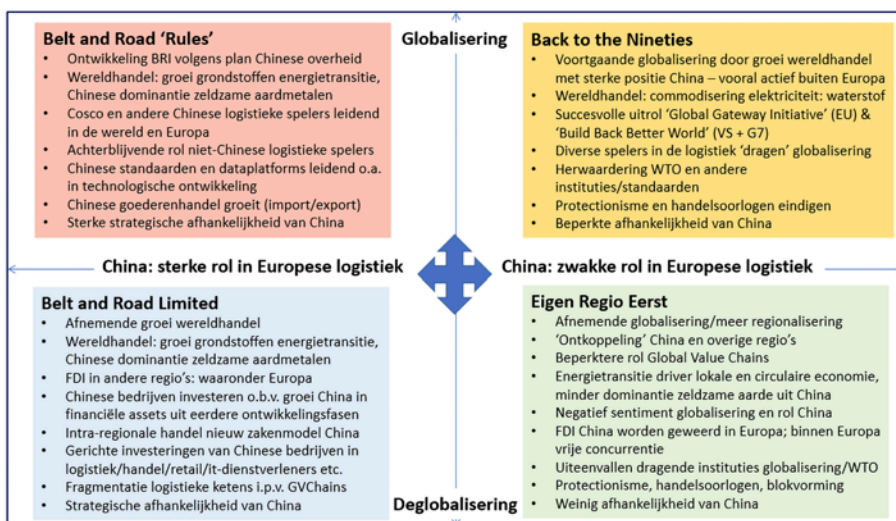 Belt and Road 'Rules'
• Ontwikkeling BRI volgens plan Chinese overheid
• Wereldhandel: groei grondstoffen energietransitie,
Chinese dominantie zeldzame aardmetalen
• Cosco en andere Chinese logistieke spelers leidend
in de wereld en Europa
• Achterblijvende rol niet-Chinese logistieke spelers
• Chinese standaarden en dataplatforms leidend o.a.
in technologische ontwikkeling
• Chinese goederenhandel groeit (import/export)
• Sterke strategische afhankelijkheid van China
Globalisering
Back to the Nineties
• Voortgaande globalisering door groei wereldhandel
met sterke positie China – vooral actief buiten Europa
• Wereldhandel: commodisering elektriciteit: waterstof
• Succesvolle uitrol 'Global Gateway Initiative' (EU) &
'Build Back Better World' (VS + G7)
• Diverse spelers in de logistiek 'dragen' globalisering
• Herwaardering WTO en andere
instituties/standaarden
• Protectionisme en handelsoorlogen eindigen
• Beperkte afhankelijkheid van China
China: sterke rol in Europese logistiek
China: zwakke rol in Europese logistiek
Belt and Road Limited
• Afnemende groei wereldhandel
• Wereldhandel: groei grondstoffen energietransitie,
Chinese dominantie zeldzame aardmetalen
• FDI in andere regio's: waaronder Europa
• Chinese bedrijven investeren o.b.v. groei China in
financiële assets uit eerdere ontwikkelingsfasen
• Intra-regionale handel nieuw zakenmodel China
• Gerichte investeringen van Chinese bedrijven in
logistiek/handel/retail/it-dienstverleners etc.
• Fragmentatie logistieke ketens i.p.v. GVChains
• Strategische afhankelijkheid van China
Deglobalisering
Eigen Regio Eerst
• Afnemende globalisering/meer regionalisering
• 'Ontkoppeling' China en overige regio's
• Beperktere rol Global Value Chains
• Energietransitie driver lokale en circulaire economie,
minder dominantie zeldzame aarde uit China
• Negatief sentiment globalisering en rol China
• FDI China worden geweerd in Europa; binnen Europa
vrije concurrentie
• Uiteenvallen dragende instituties globalisering/WTO
• Protectionisme, handelsoorlogen, blokvorming
• Weinig afhankelijkheid van China